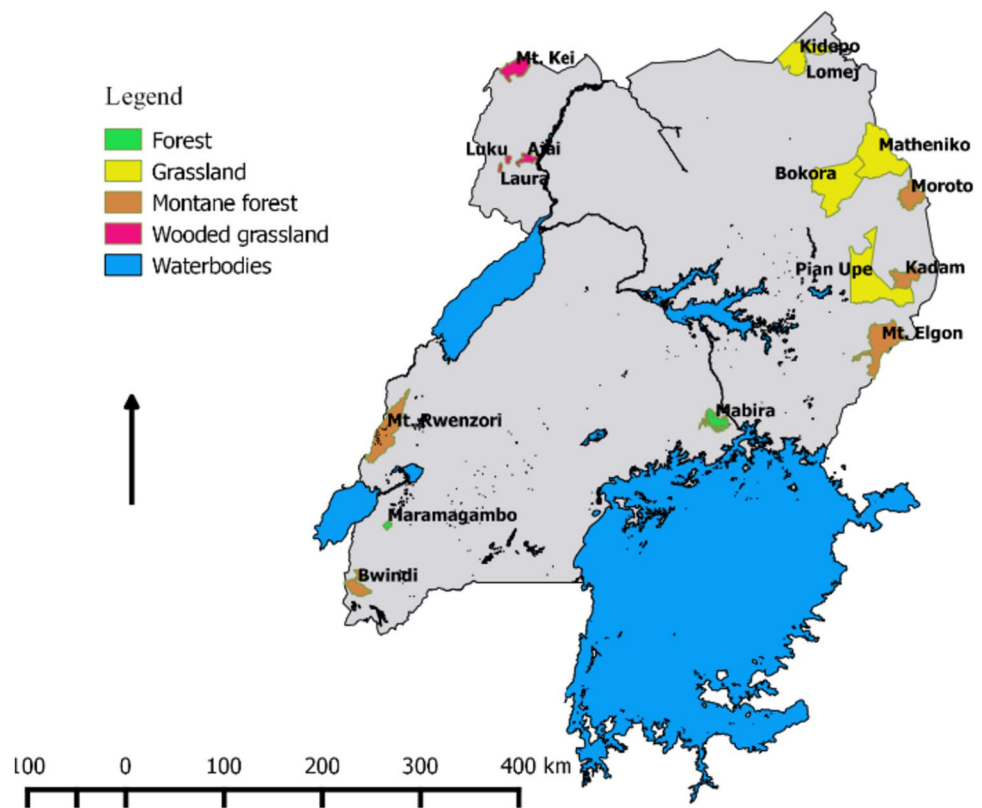 Kidepo
Mt. Kei
Lomej
Legend
Forest
Luku
Ajai
Matheniko
Grassland
Laura
Bokora
Moroto
Montane forest
Wooded grassland
Waterbodies
Pian Upe
Kadam
Mt. Elgon
Mabira
Mt. Rwenzori
Maramagambo
Bwindi
100 0 100 200 300 400 km